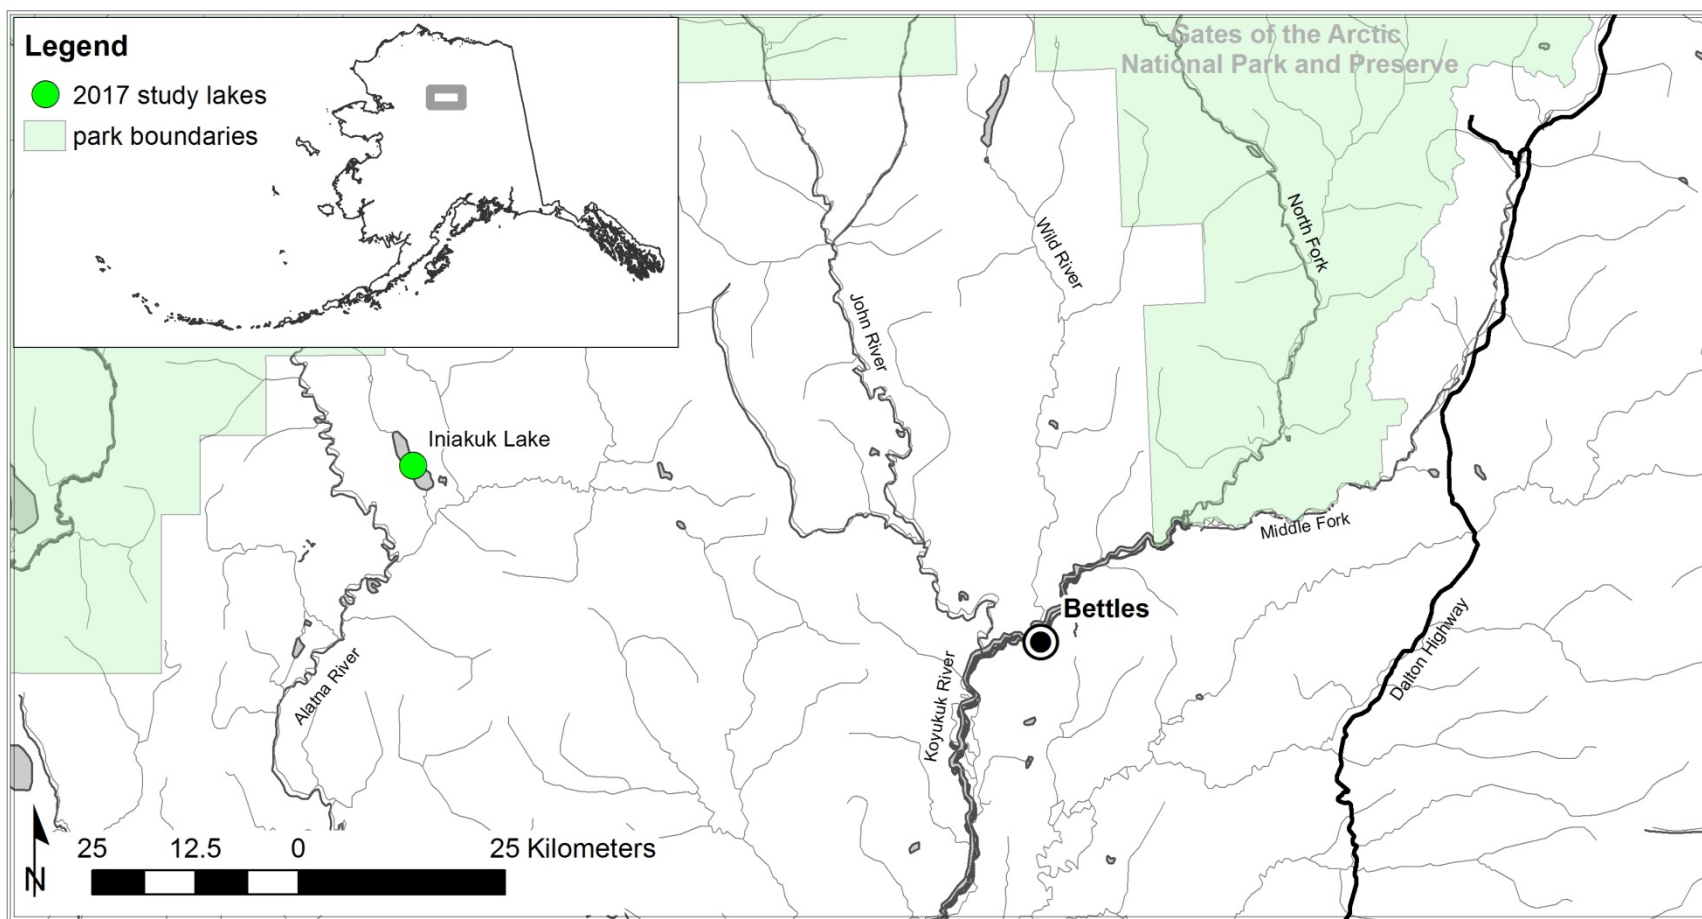 Legend
2017 study lakes
park boundaries
Gates of the Arctic
National Park and Preserve
Wild River
North Fork
John River
Iniakuk Lake
Middle Fork
Bettles
Dalton Highway
Alatna River
Koyukuk River
25 12.5 0 25 Kilometers
N